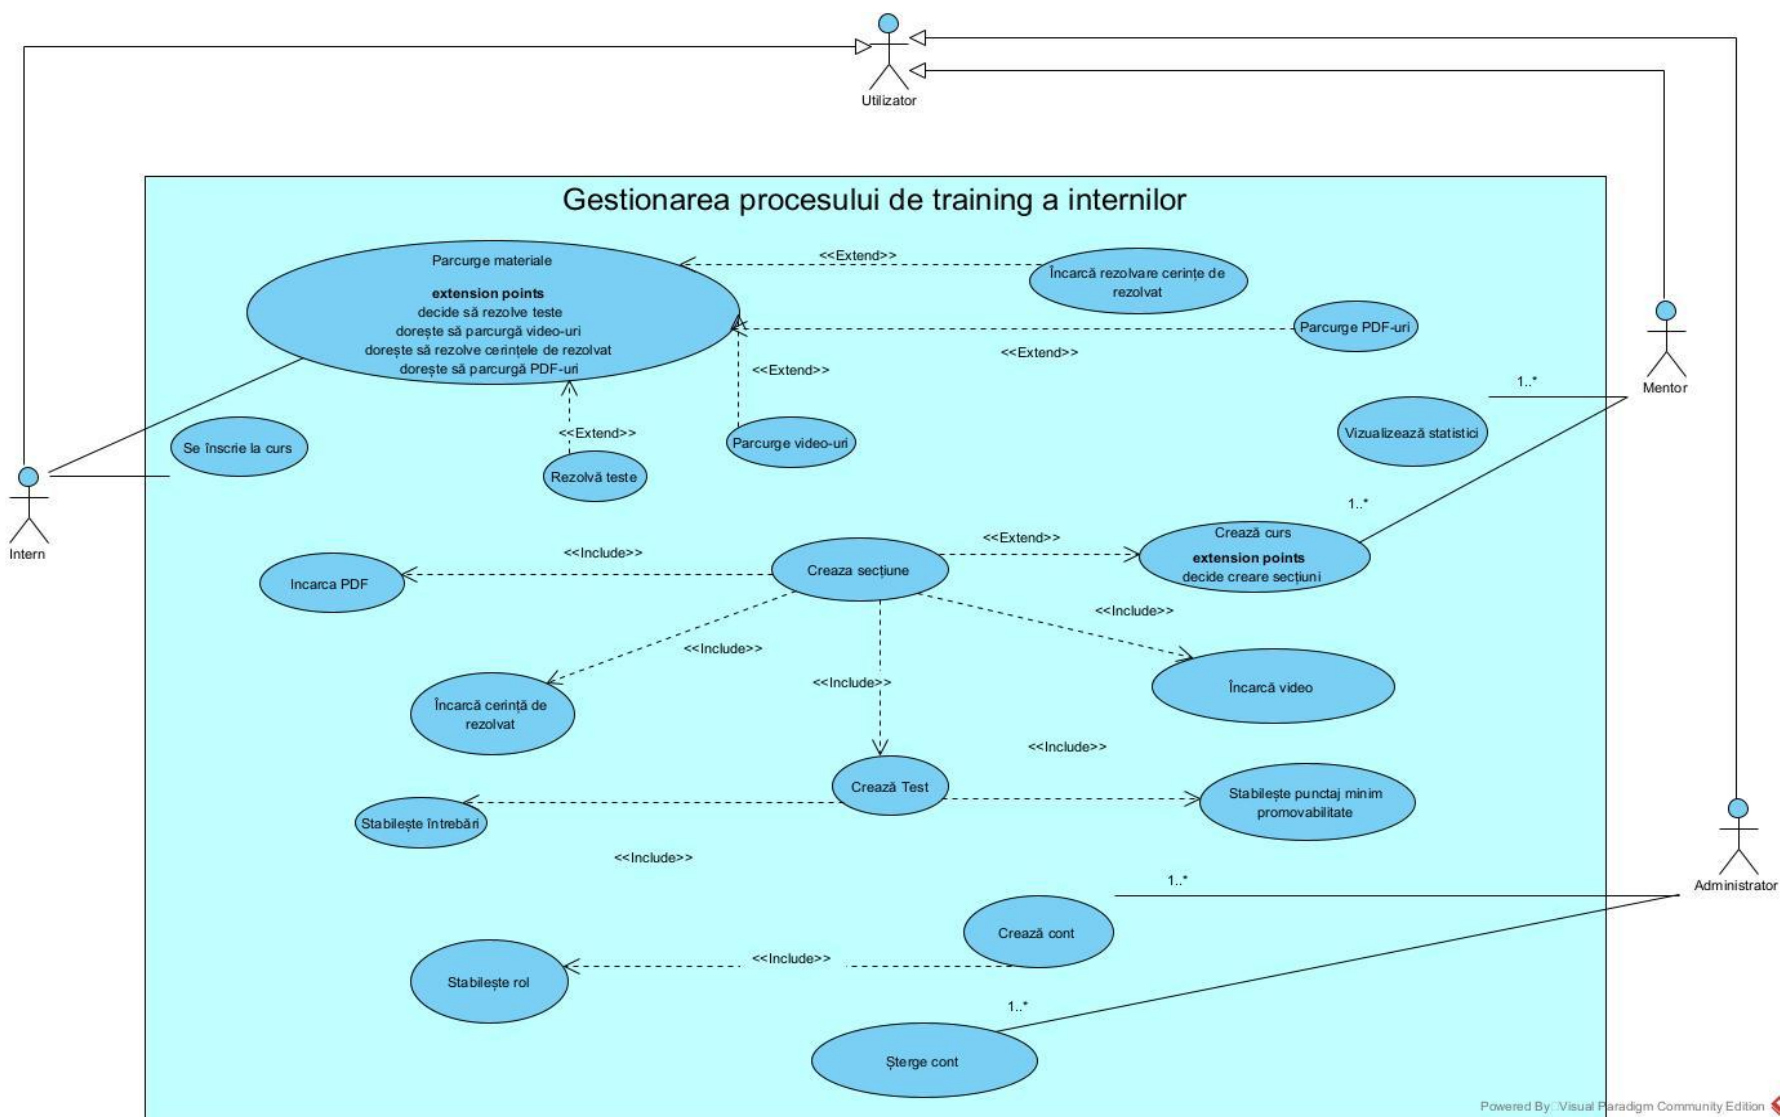 Utilizator
Gestionarea procesului de training a internilor
Parcurge materiale
extension points
decide să rezolve teste
dorește să parcurgă video-uri
dorește să rezolve cerințele de rezolvat
dorește să parcurgă PDF-uri
<<Extend>>
Încarcă rezolvare cerințe de
rezolvat
Parcurge PDF-uri
<<Extend>>
<<Extend>>
Mentor
1..*
Vizualizează statistici
Se înscrie la curs
<<Extend>>
Parcurge video-uri
Rezolvă teste
Intern
1..*
<<Include>>
<<Extend>>
Crează curs
extension points
decide creare secțiuni
Incarca PDF
Creaza secțiune
<<Include>>
<<Include>>
<<Include>>
Încarcă video
Încarcă cerință de
rezolvat
<<Include>>
Crează Test
Stabilește punctaj minim
promovabilitate
Stabilește întrebări
<<Include>>
Administrator
1..*
Crează cont
<<Include>>
Stabilește rol
1..*
Șterge cont
Powered By Visual Paradigm Community Edition